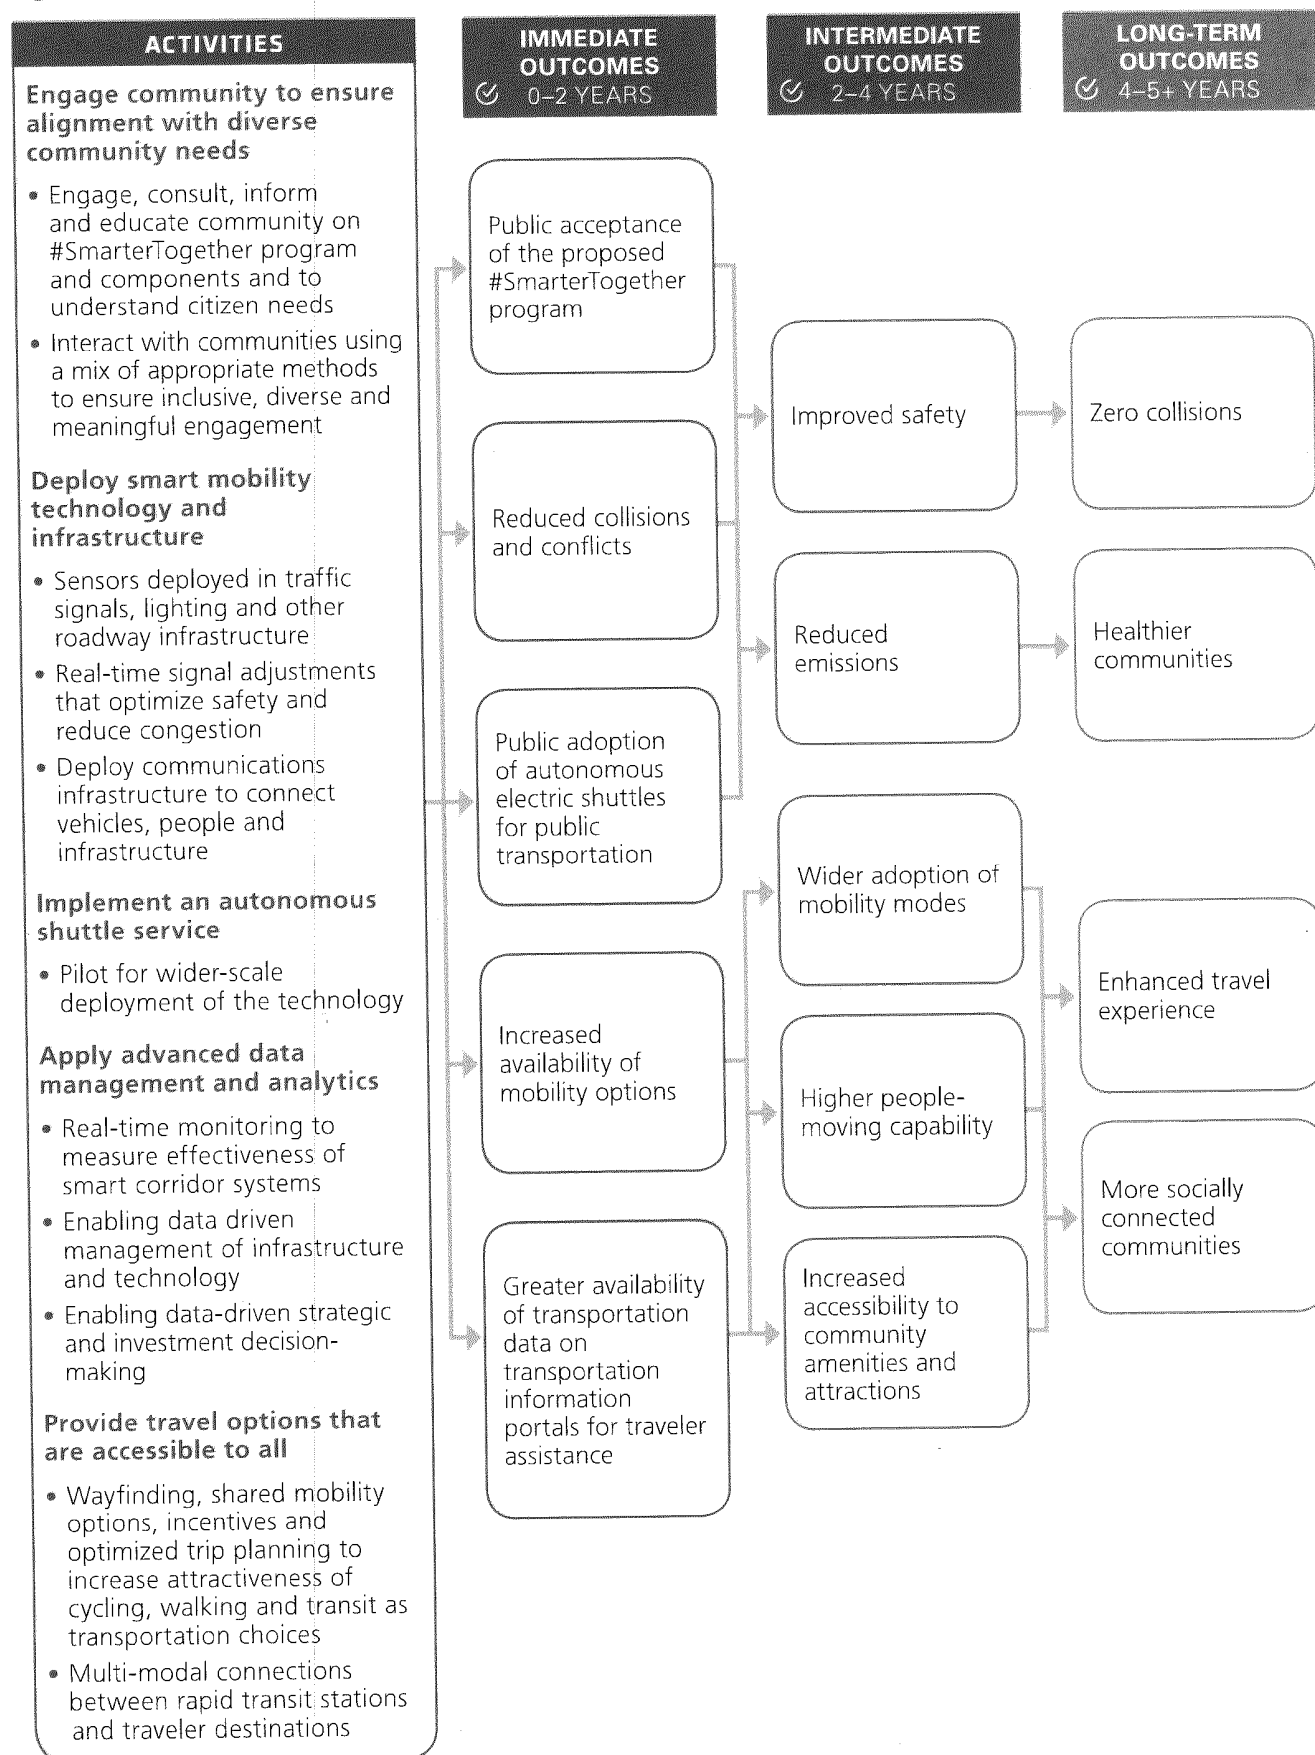 ACTIVITIES
Engage community to ensure
alignment with diverse
community needs
• Engage, consult, inform
and educate community on
#SmarterTogether program
and components and to
understand citizen needs
• Interact with communities using
a mix of appropriate methods
to ensure inclusive, diverse and
meaningful engagement
Deploy smart mobility
technology and
infrastructure
• Sensors deployed in traffic
signals, lighting and other
roadway infrastructure
• Real-time signal adjustments
that optimize safety and
reduce congestion
• Deploy communications
infrastructure to connect
vehicles, people and
infrastructure
Implement an autonomous
shuttle service
• Pilot for wider-scale
deployment of the technology
Apply advanced data
management and analytics
• Real-time monitoring to
measure effectiveness of
smart corridor systems
• Enabling data driven
management of infrastructure
and technology
• Enabling data-driven strategic
and investment decision-
making
Provide travel options that
are accessible to all
• Wayfinding, shared mobility
options, incentives and
optimized trip planning to
increase attractiveness of
cycling, walking and transit as
transportation choices
• Multi-modal connections
between rapid transit stations
and traveler destinations
IMMEDIATE
OUTCOMES
0–2 YEARS
Public acceptance
of the proposed
#SmarterTogether
program
Reduced collisions
and conflicts
Public adoption
of autonomous
electric shuttles
for public
transportation
Increased
availability of
mobility options
Greater availability
of transportation
data on
transportation
information
portals for traveler
assistance
INTERMEDIATE
OUTCOMES
2–4 YEARS
Improved safety
Reduced
emissions
Wider adoption of
mobility modes
Higher people-
moving capability
Increased
accessibility to
community
amenities and
attractions
LONG-TERM
OUTCOMES
4–5+ YEARS
Zero collisions
Healthier
communities
Enhanced travel
experience
More socially
connected
communities